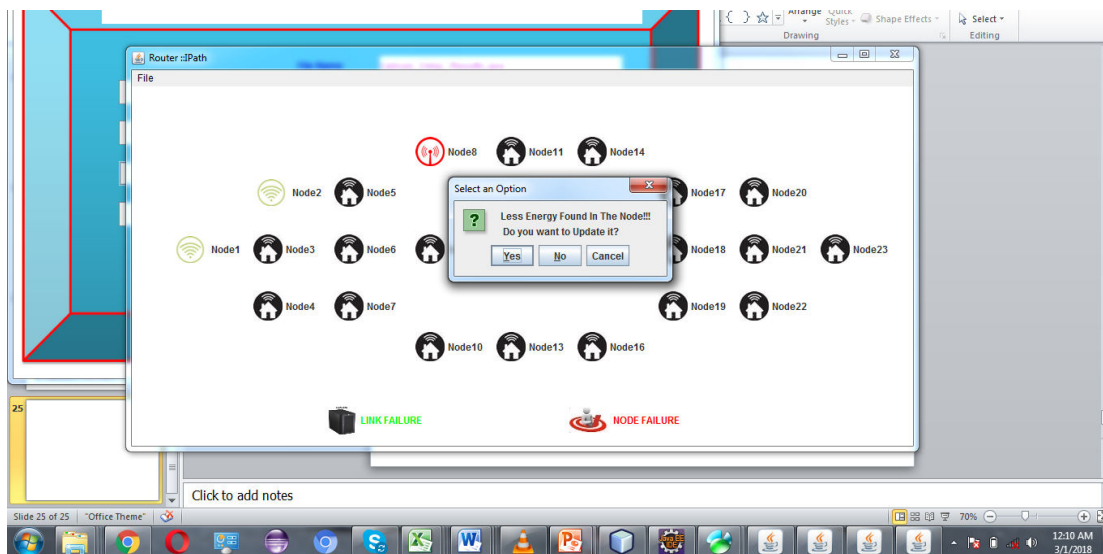 Arrange
Quick
Styles
Shape Effects
Select
Drawing
Editing
Router ::IPath
File
Node8
Node11
Node14
Node2
Node5
Select an Option
Node17
Node20
Less Energy Found In The Node!!!
Do you want to Update it?
Node1
Node3
Node6
Yes
No
Cancel
Node18
Node21
Node23
Node4
Node7
Node19
Node22
Node10
Node13
Node16
25
LINK FAILURE
NODE FAILURE
Click to add notes
Slide 25 of 25
"Office Theme"
70%
12:10 AM
3/1/2018